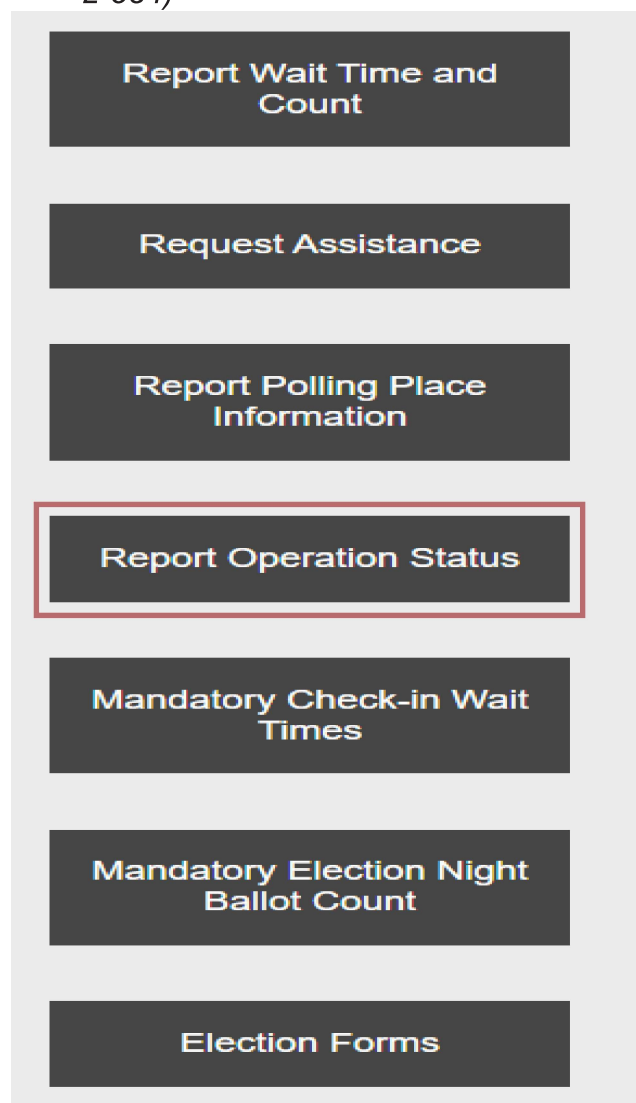 Report Wait Time and
Count
Request Assistance
Report Polling Place
Information
Report Operation Status
Mandatory Check-in Wait
Times
Mandatory Election Night
Ballot Count
Election Forms